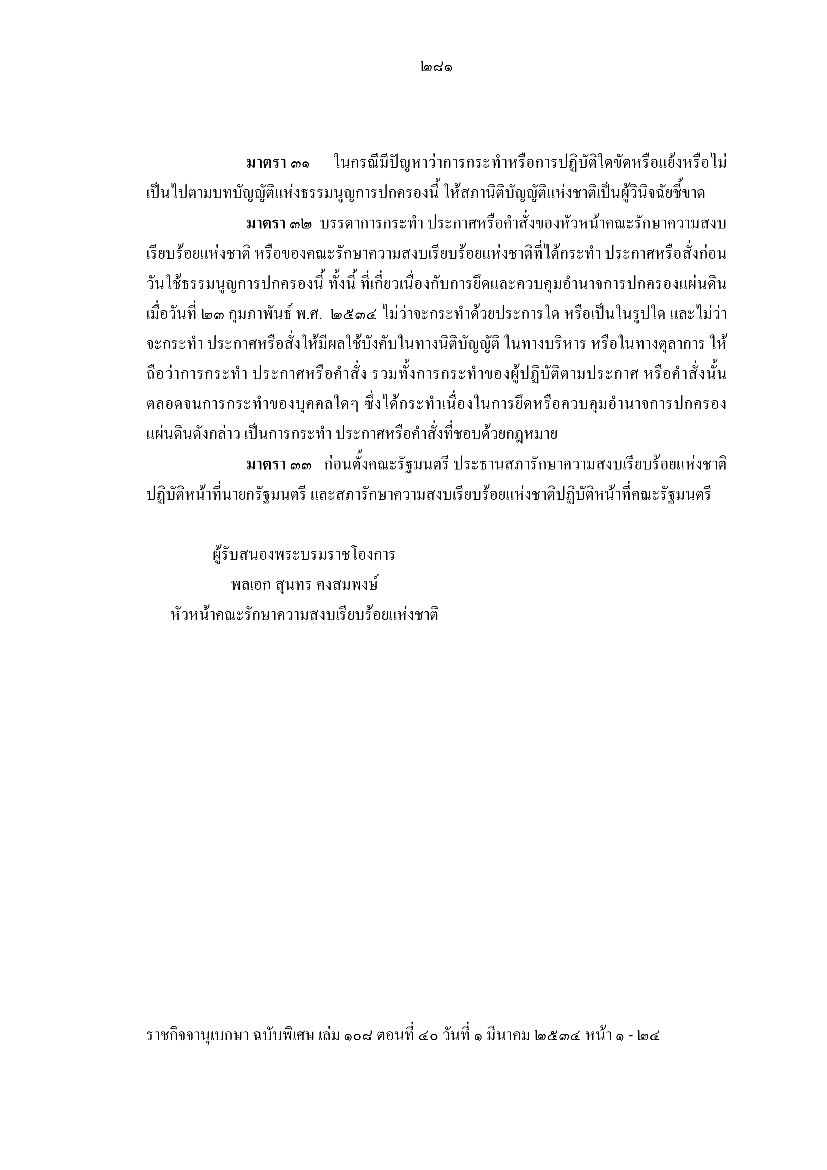 ๒๘๑
มาตรา ๓๑ ในกรณีมีปัญหาว่าการกระทำหรือการปฏิบัติใดขัดหรือแย้งหรือไม่
เป็นไปตามบทบัญญัติแห่งธรรมนูญการปกครองนี้ ให้สภานิติบัญญัติแห่งชาติเป็นผู้วินิจฉัยชี้ขาด
มาตรา ๓๒ บรรดาการกระทำ ประกาศหรือคำสั่งของหัวหน้าคณะรักษาความสงบ
เรียบร้อยแห่งชาติ หรือของคณะรักษาความสงบเรียบร้อยแห่งชาติที่ได้กระทำ ประกาศหรือสั่งก่อน
วันใช้ธรรมนูญการปกครองนี้ ทั้งนี้ ที่เกี่ยวเนื่องกับการยึดและควบคุมอำนาจการปกครองแผ่นดิน
เมื่อวันที่ ๒๓ กุมภาพันธ์ พ.ศ. ๒๕๓๔ ไม่ว่าจะกระทำด้วยประการใด หรือเป็นในรูปใด และไม่ว่า
จะกระทำ ประกาศหรือสั่งให้มีผลใช้บังคับในทางนิติบัญญัติ ในทางบริหาร หรือในทางตุลาการ ให้
ถือว่าการกระทำ ประกาศหรือคำสั่ง รวมทั้งการกระทำของผู้ปฏิบัติตามประกาศ หรือคำสั่งนั้น
ตลอดจนการกระทำของบุคคลใดๆ ซึ่งได้กระทำเนื่องในการยึดหรือควบคุมอำนาจการปกครอง
แผ่นดินดังกล่าว เป็นการกระทำ ประกาศหรือคำสั่งที่ชอบด้วยกฎหมาย
มาตรา ๓๓ ก่อนตั้งคณะรัฐมนตรี ประธานสภารักษาความสงบเรียบร้อยแห่งชาติ
ปฏิบัติหน้าที่นายกรัฐมนตรี และสภารักษาความสงบเรียบร้อยแห่งชาติปฏิบัติหน้าที่คณะรัฐมนตรี
ผู้รับสนองพระบรมราชโองการ
พลเอก สุนทร คงสมพงษ์
หัวหน้าคณะรักษาความสงบเรียบร้อยแห่งชาติ
ราชกิจจานุเบกษา ฉบับพิเศษ เล่ม ๑๐๘ ตอนที่ ๔๐ วันที่ ๑ มีนาคม ๒๕๓๔ หน้า ๑ - ๒๔